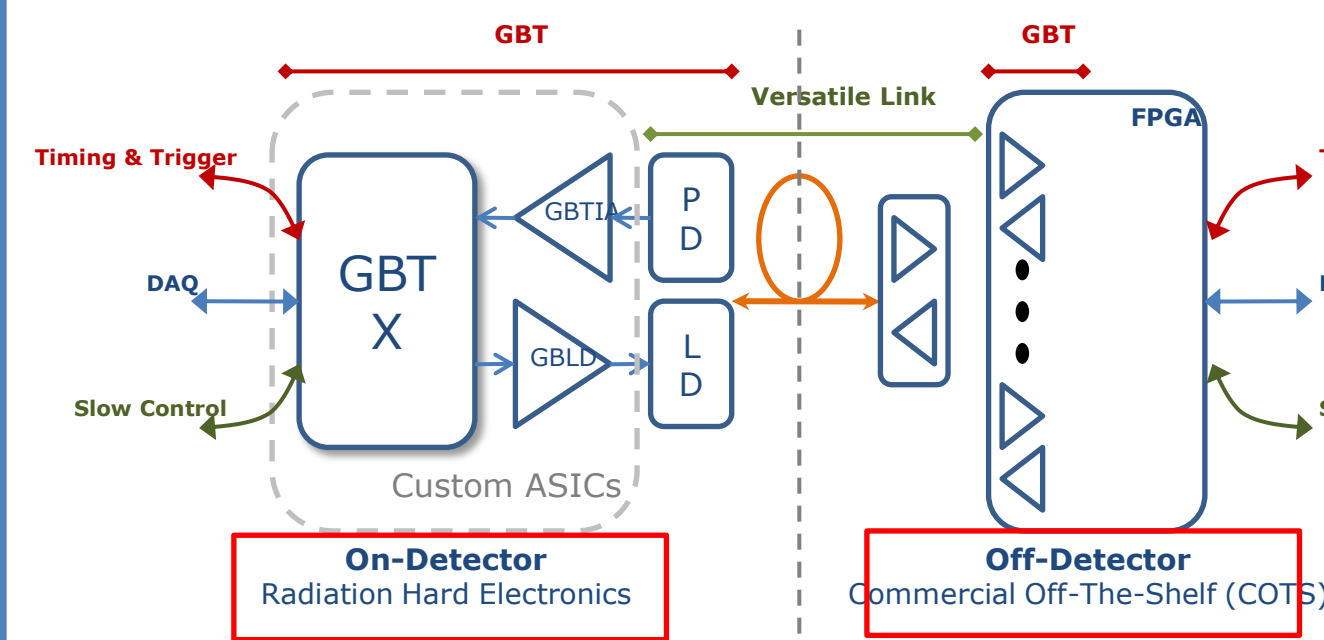 GBT
GBT
Versatile Link
FPGA
Timing & Trigger
T
P
D
GBTIA
GBT
X
DAQ
L
D
GBLD
Slow Control
S
Custom ASICs
On-Detector
Radiation Hard Electronics
Off-Detector
Commercial Off-The-Shelf (COTS)